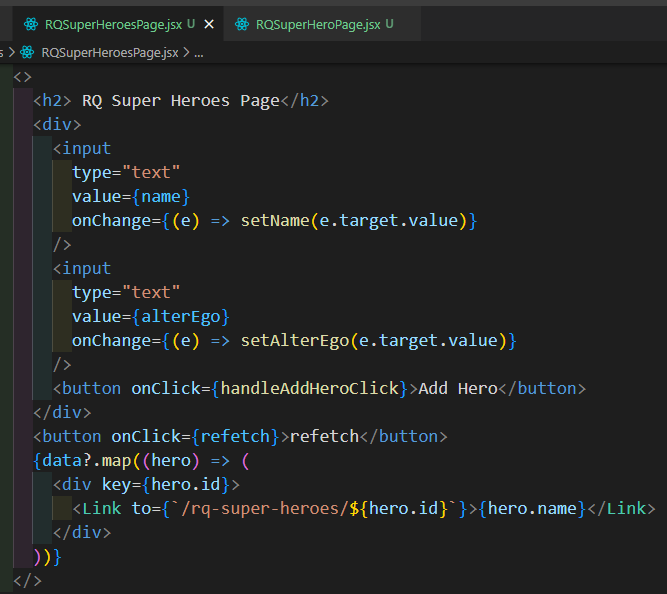 RQSuperHeroesPage.jsx U × RQSuperHeroPage.jsx U
s > RQSuperHeroesPage.jsx > ...
<>
<h2> RQ Super Heroes Page</h2>
<div>
<input
type="text"
value={name}
onChange={(e) => setName(e.target.value)}
/>
<input
type="text"
value={alterEgo}
onChange={(e) => setAlterEgo(e.target.value)}
/>
<button onClick={handleAddHeroClick}>Add Hero</button>
</div>
<button onClick={refetch}>refetch</button>
{data?.map((hero) => (
<div key={hero.id}>
<Link to={`/rq-super-heroes/${hero.id}`}>{hero.name}</Link>
</div>
))}
</>